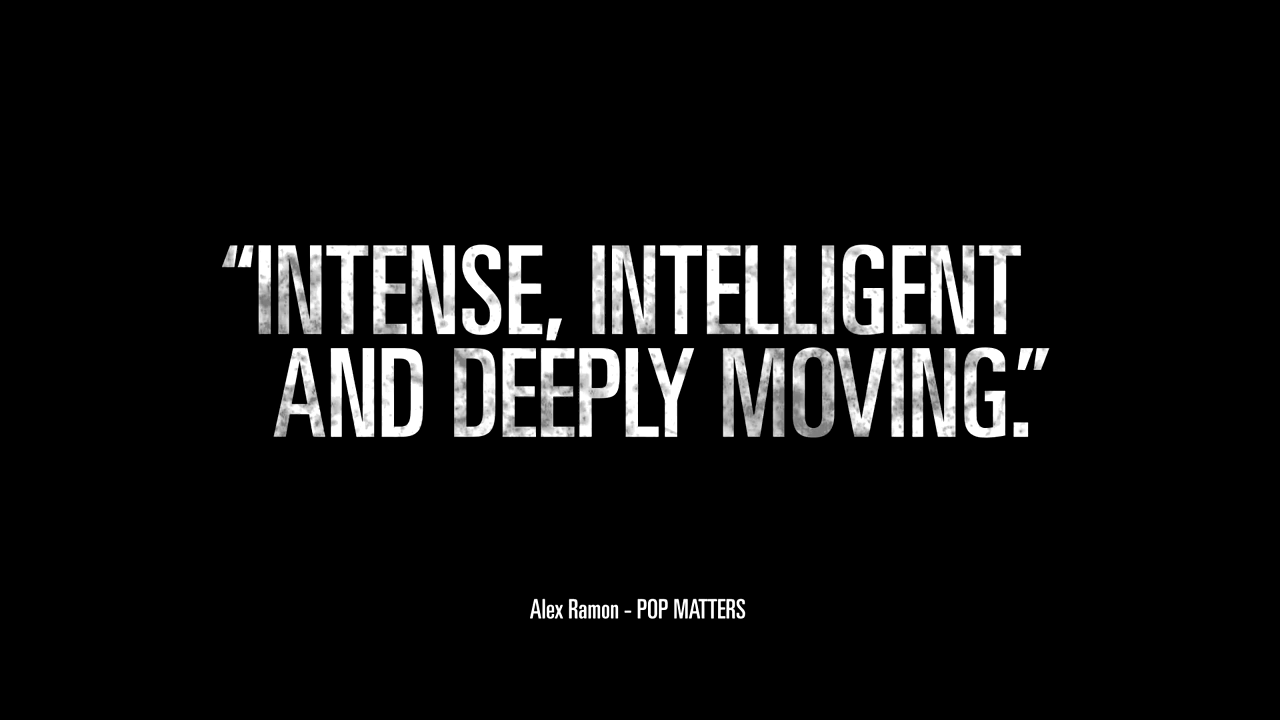 “INTENSE, INTELLIGENT
AND DEEPLY MOVING.”
Alex Ramon - POP MATTERS